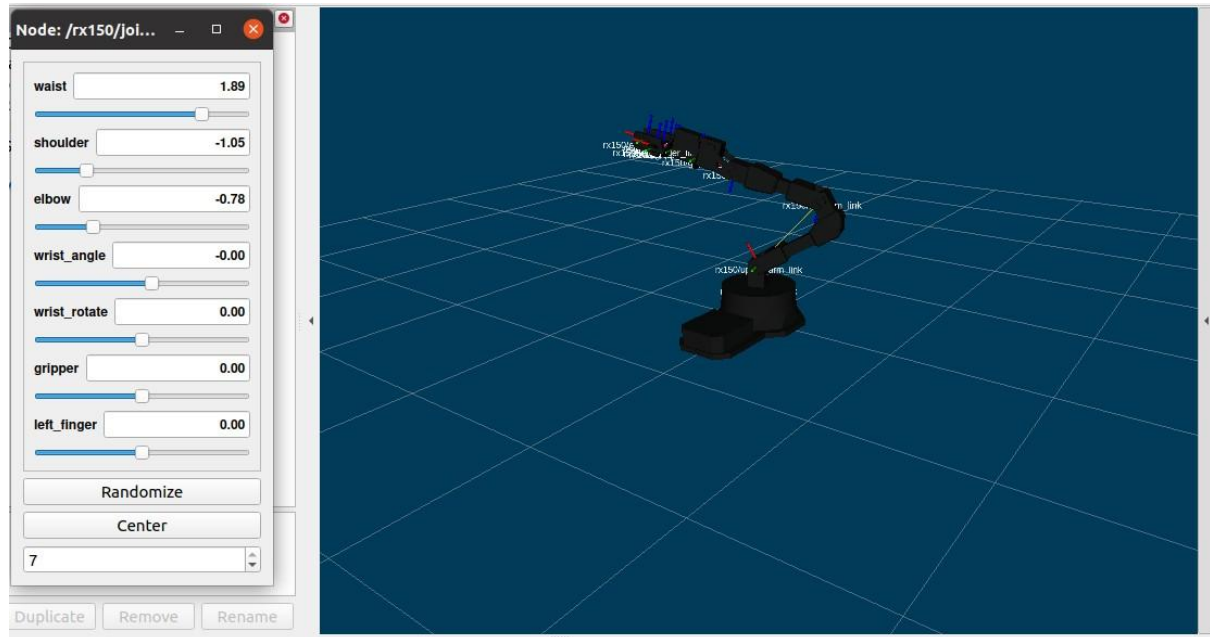 Node: /rx150/joi...
waist 1.89
shoulder -1.05
elbow -0.78
wrist_angle -0.00
wrist_rotate 0.00
gripper 0.00
left_finger 0.00
Randomize
Center
7
Duplicate Remove Rename